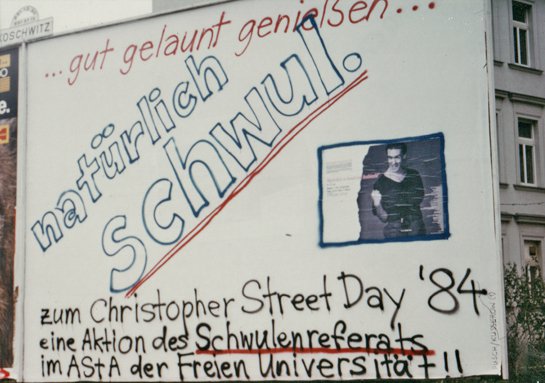 KOSCHWITZ
...gut gelaunt genießen...
natürlich
schwul.
zum Christopher Street Day '84
eine Aktion des Schwulenreferats
im AStA der Freien Universität!!